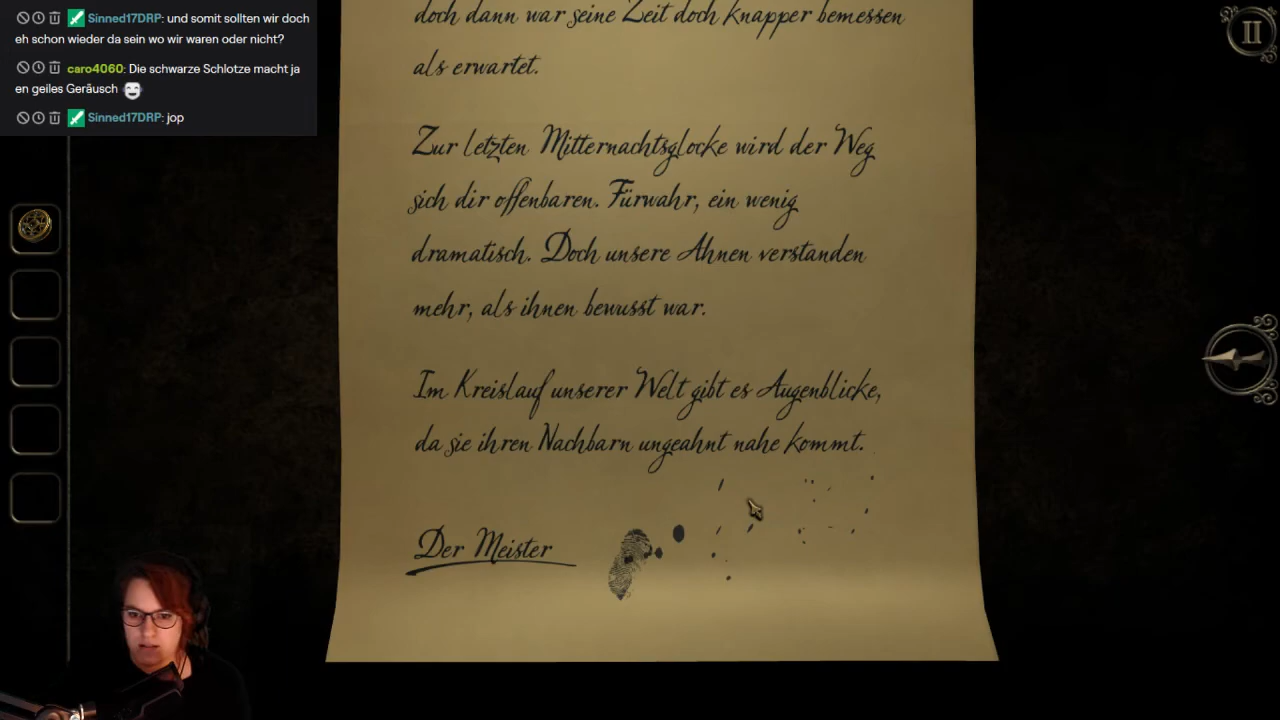 Sinned17DRP: und somit sollten wir doch
eh schon wieder da sein wo wir waren oder nicht?
caro4060: Die schwarze Schlotze macht ja
en geiles Geräusch
Sinned17DRP: jop
doch dann war seine Zeit doch knapper bemessen
als erwartet.
Zur letzten Mitternachtsglocke wird der Weg
sich dir offenbaren. Fürwahr, ein wenig
dramatisch. Doch unsere Ahnen verstanden
mehr, als ihnen bewusst war.
Im Kreislauf unserer Welt gibt es Augenblicke,
da sie ihren Nachbarn ungeahnt nahe kommt.
Der Meister